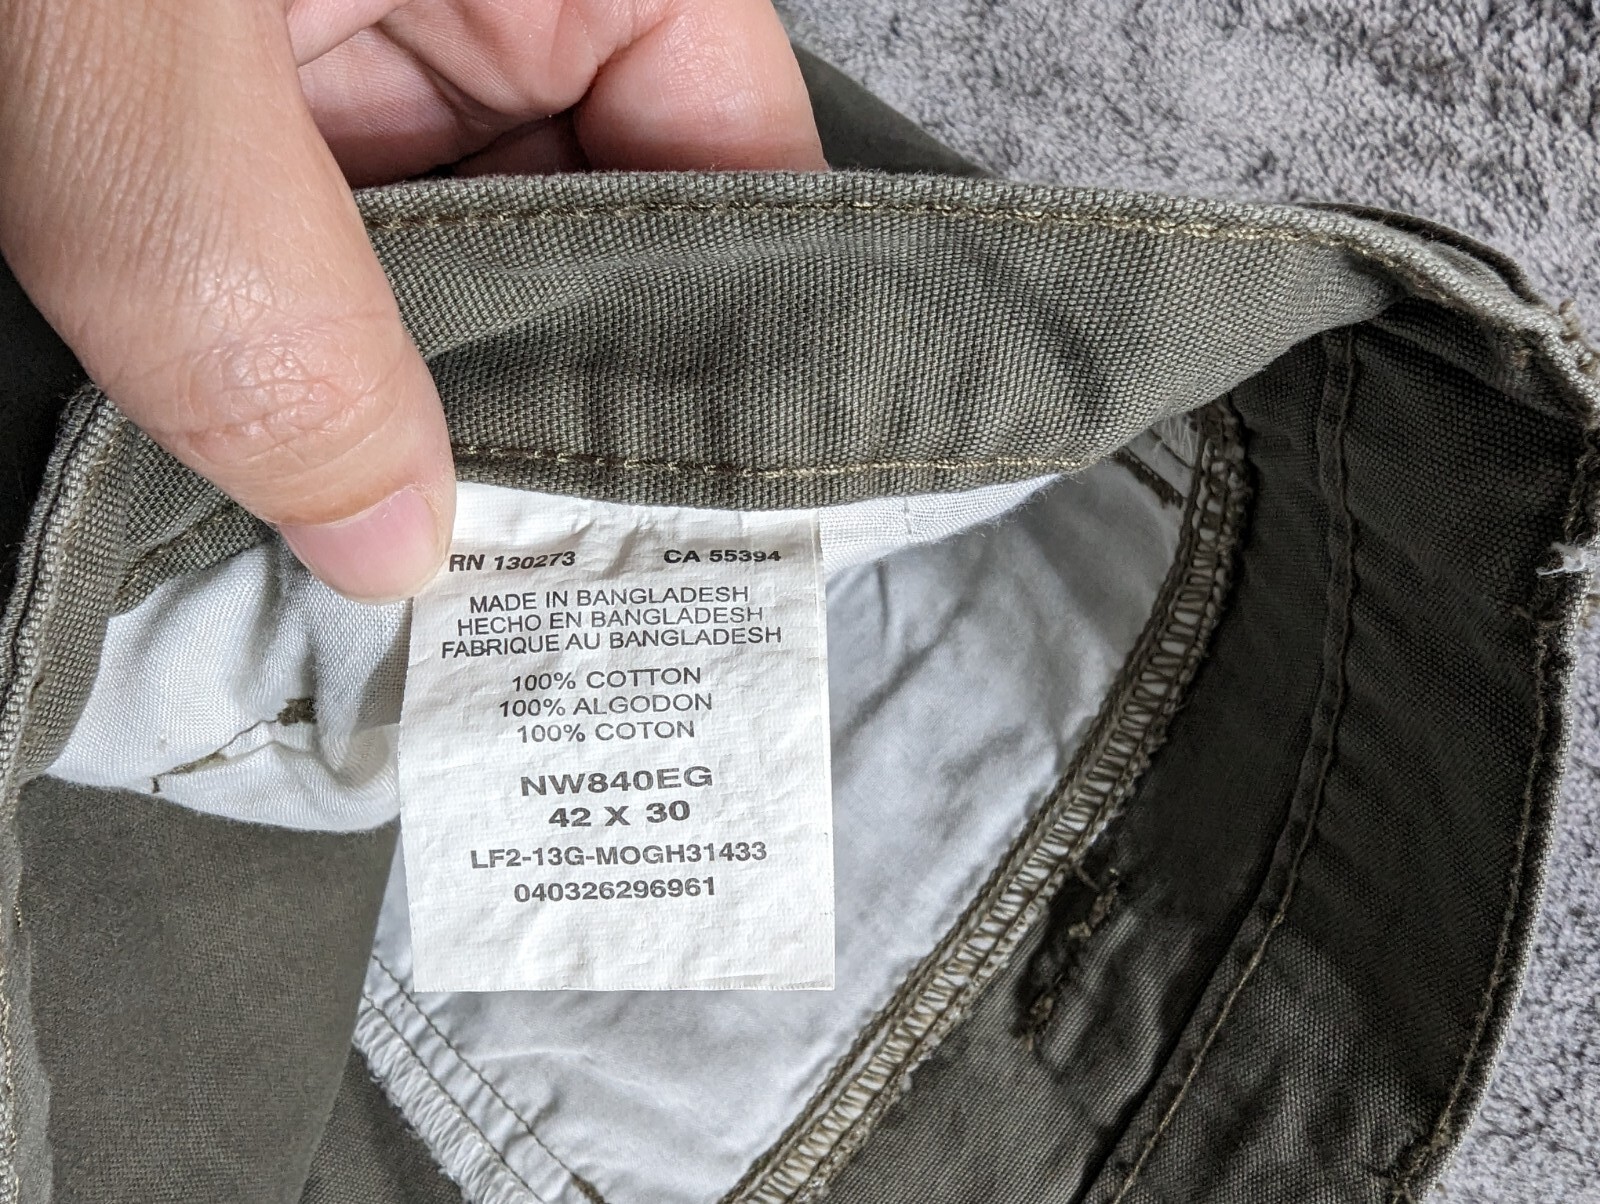 RN 130273 CA 55394
MADE IN BANGLADESH
HECHO EN BANGLADESH
FABRIQUE AU BANGLADESH
100% COTTON
100% ALGODON
100% COTON
NW840EG
42 X 30
LF2-13G-MOGH31433
040326296961